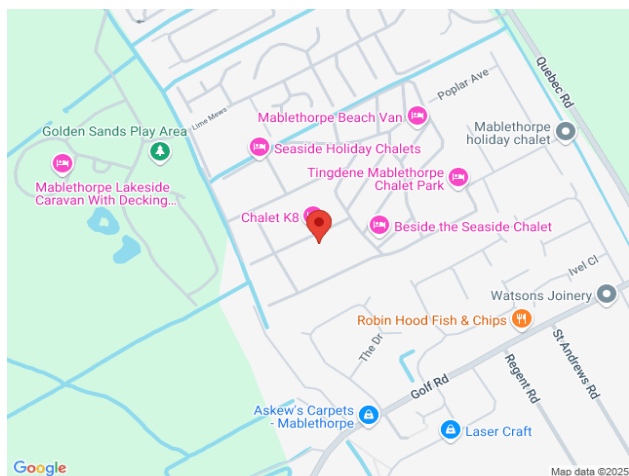 Poplar Ave
Quebec Rd
Lime Mews
Mablethorpe Beach Van
Golden Sands Play Area
Mablethorpe
holiday chalet
Seaside Holiday Chalets
Tingdene Mablethorpe
Chalet Park
Mablethorpe Lakeside
Caravan With Decking...
Chalet K8
Beside the Seaside Chalet
Ivel Cl
Watsons Joinery
Robin Hood Fish & Chips
The Dr
St Andrews Rd
Regent Rd
Golf Rd
Askew's Carpets
- Mablethorpe
Laser Craft
Google
Map data ©2025